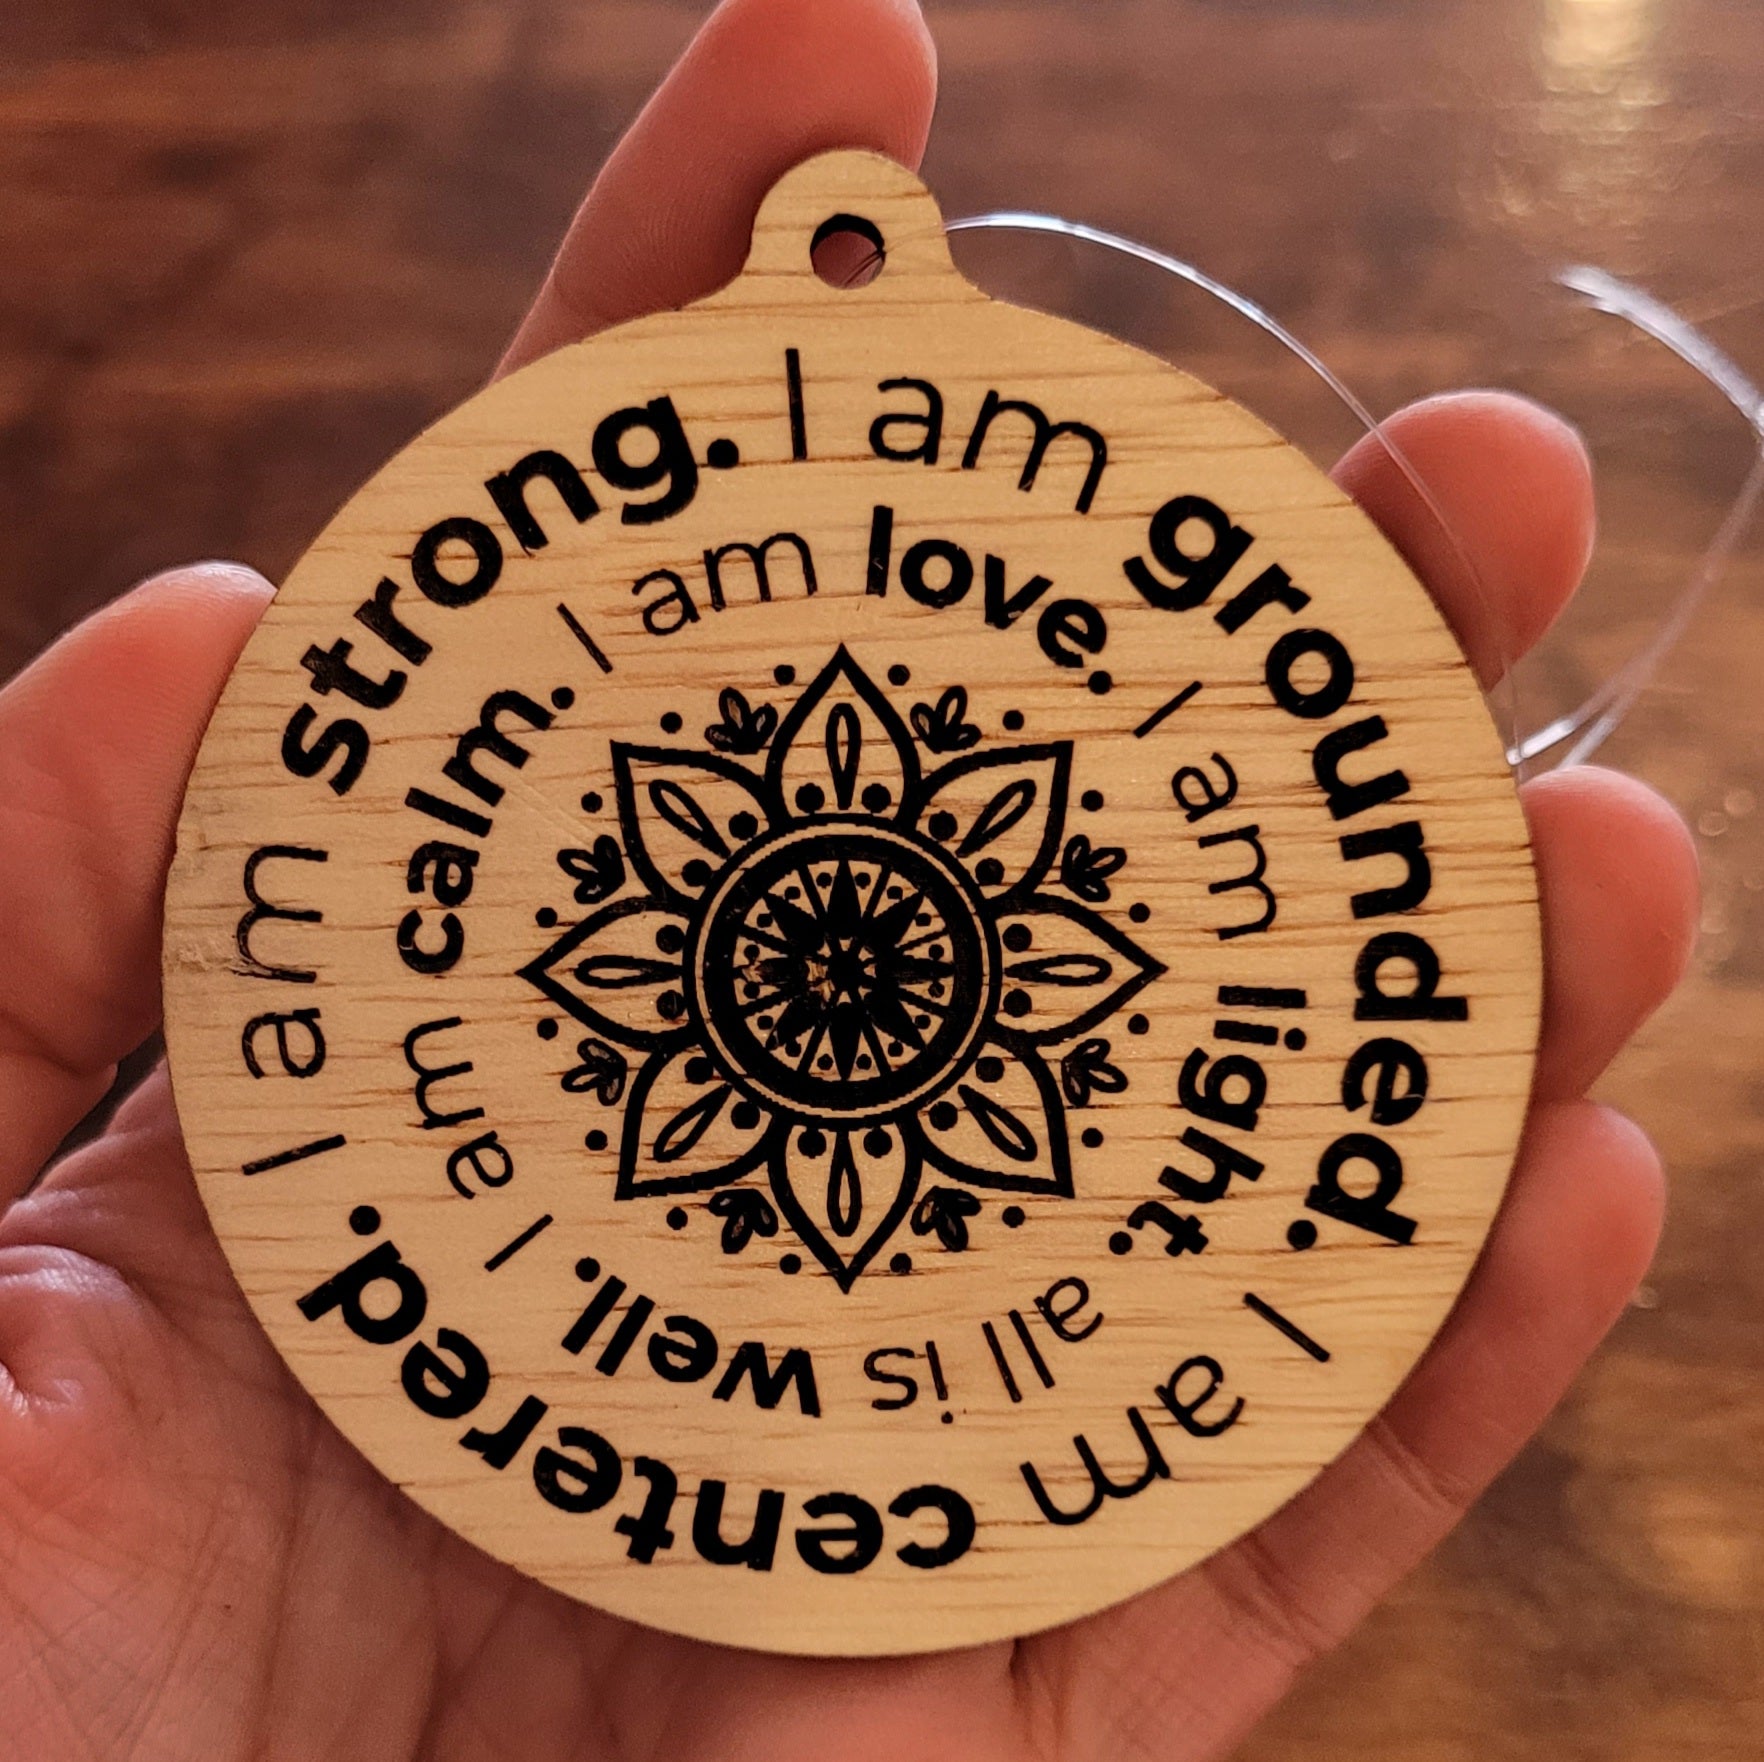 I am strong. I am grounded. I am centered.
I am calm. I am love. I am light. all is well.